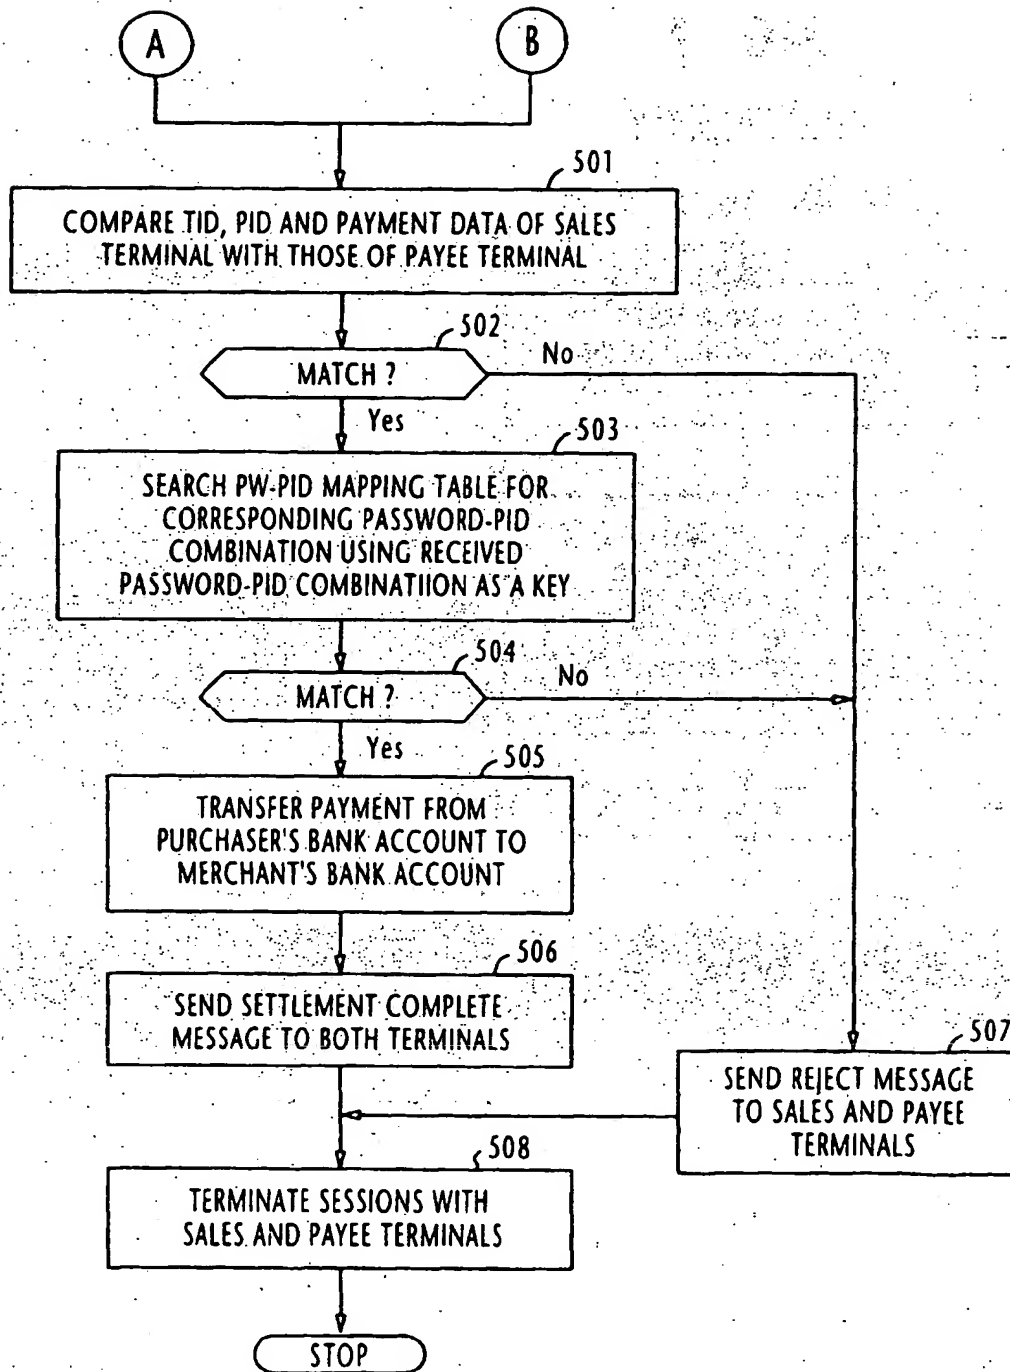 A
B
501
COMPARE TID, PID AND PAYMENT DATA OF SALES
TERMINAL WITH THOSE OF PAYEE TERMINAL
502
MATCH ?
No
Yes
503
SEARCH PW-PID MAPPING TABLE FOR
CORRESPONDING PASSWORD-PID
COMBINATION USING RECEIVED
PASSWORD-PID COMBINATIION AS A KEY
504
MATCH ?
No
Yes
505
TRANSFER PAYMENT FROM
PURCHASER'S BANK ACCOUNT TO
MERCHANT'S BANK ACCOUNT
506
SEND SETTLEMENT COMPLETE
MESSAGE TO BOTH TERMINALS
507
SEND REJECT MESSAGE
TO SALES AND PAYEE
TERMINALS
508
TERMINATE SESSIONS WITH
SALES AND PAYEE TERMINALS
STOP